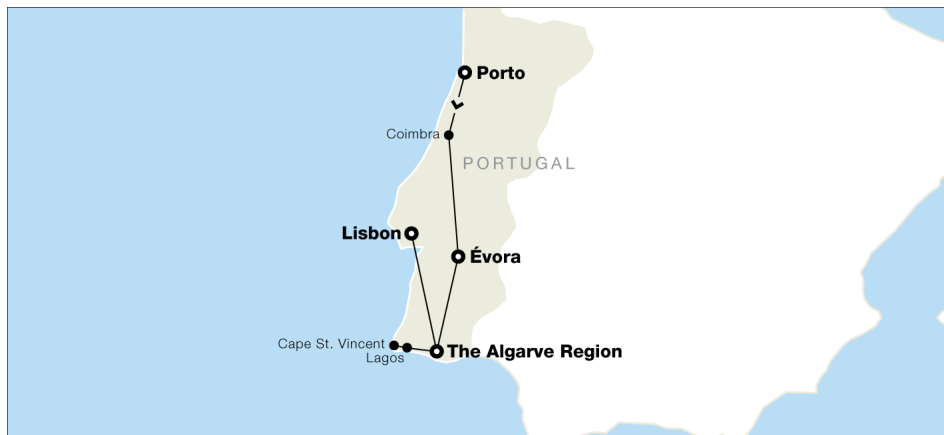 Porto
Coimbra
PORTUGAL
Lisbon
Évora
Cape St. Vincent
Lagos
The Algarve Region